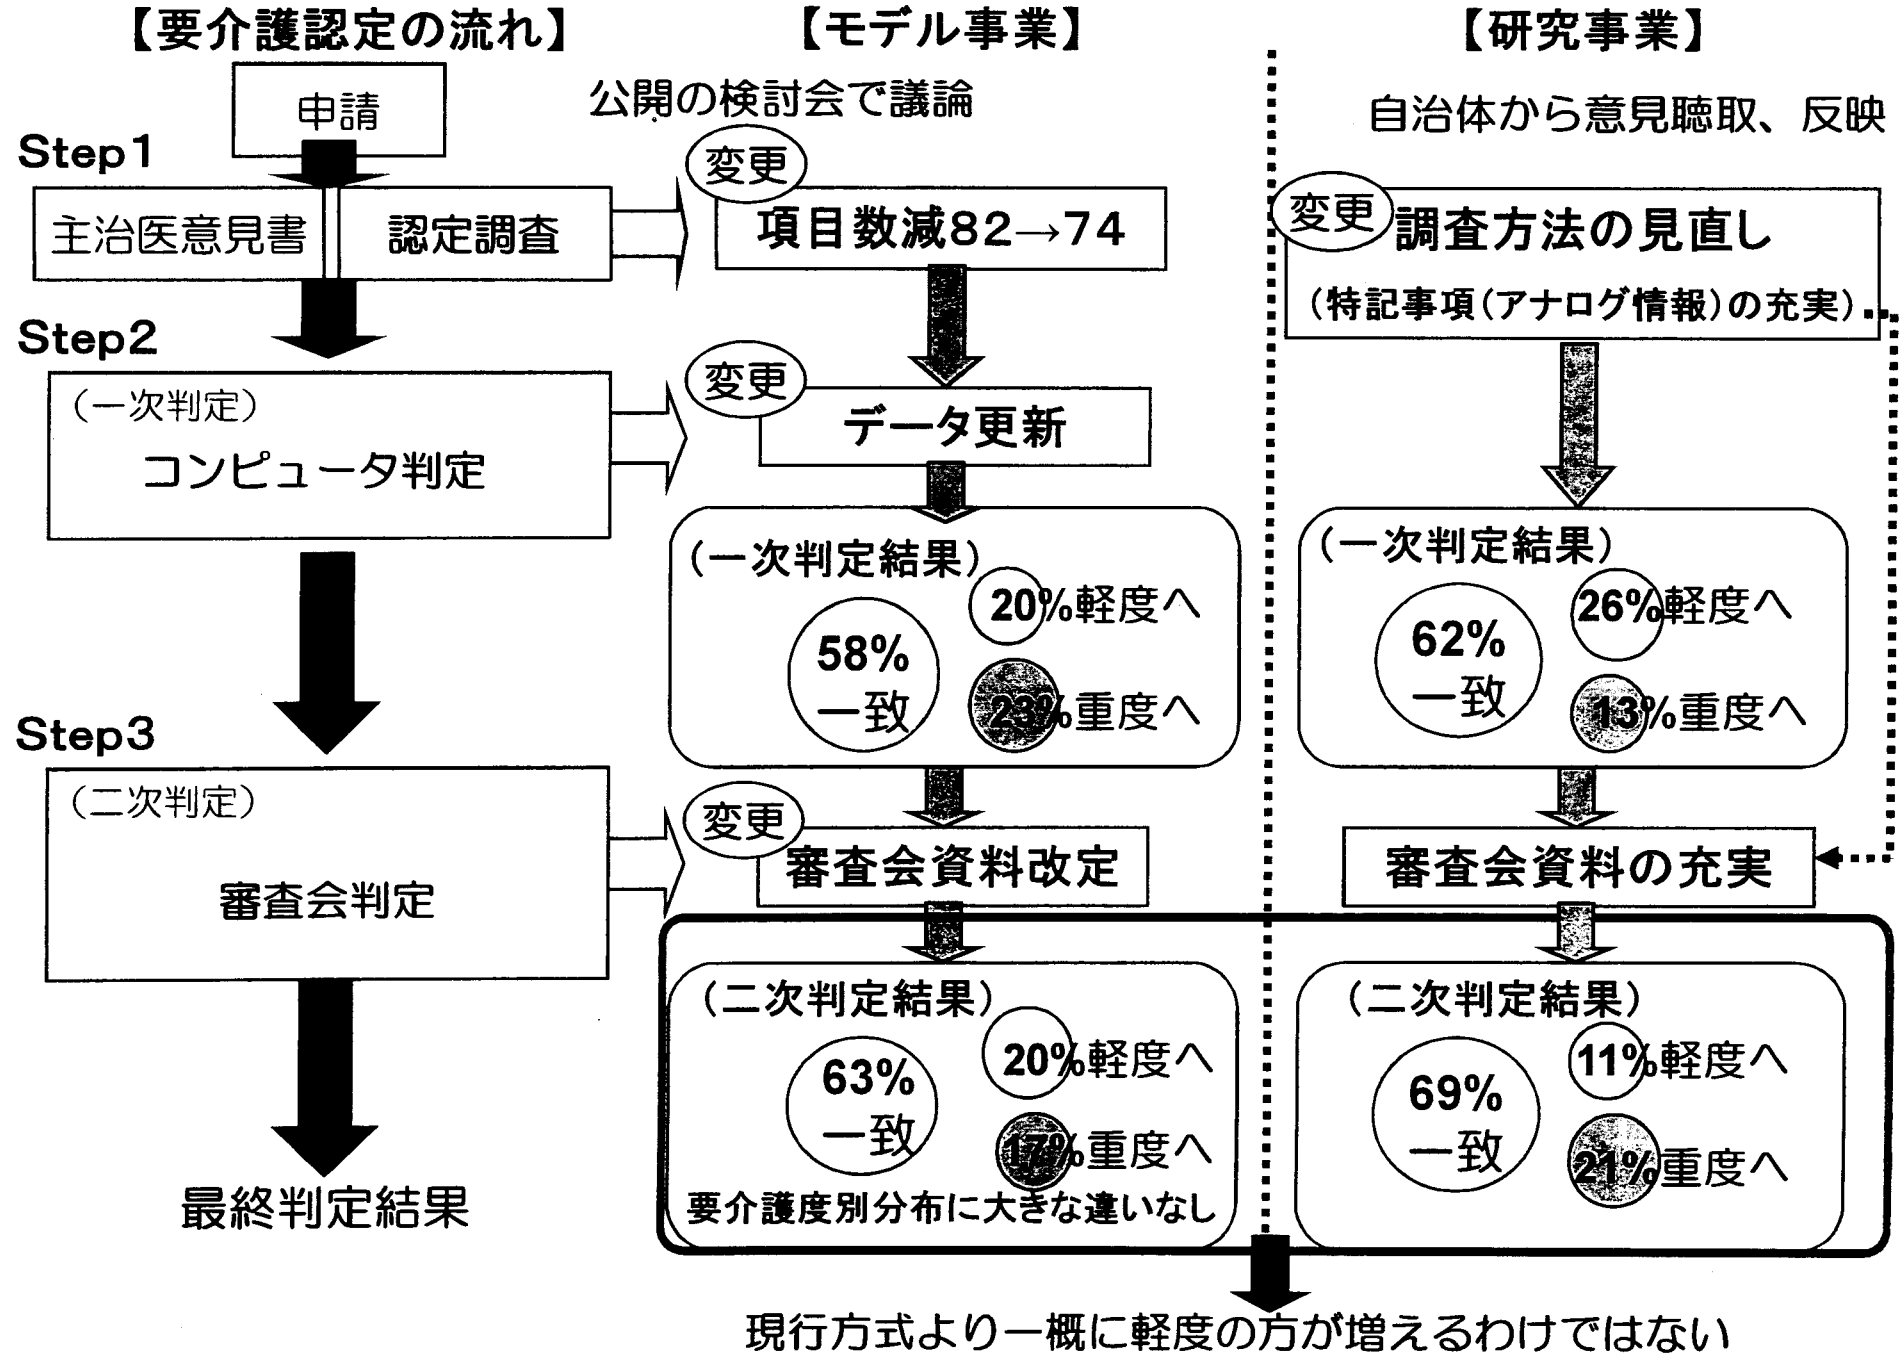 【要介護認定の流れ】
申請
Step1
主治医意見書
認定調査
Step2
(一次判定)
コンピュータ判定
Step3
(二次判定)
審査会判定
最終判定結果
【モデル事業】
公開の検討会で議論
変更
項目数減82→74
変更
データ更新
(一次判定結果)
58%
一致
20%軽度へ
23%重度へ
変更
審査会資料改定
(二次判定結果)
63%
一致
20%軽度へ
17%重度へ
要介護度別分布に大きな違いなし
【研究事業】
自治体から意見聴取、反映
変更
調査方法の見直し
(特記事項(アナログ情報)の充実)
(一次判定結果)
62%
一致
26%軽度へ
13%重度へ
審査会資料の充実
(二次判定結果)
69%
一致
11%軽度へ
21%重度へ
現行方式より一概に軽度の方が増えるわけではない